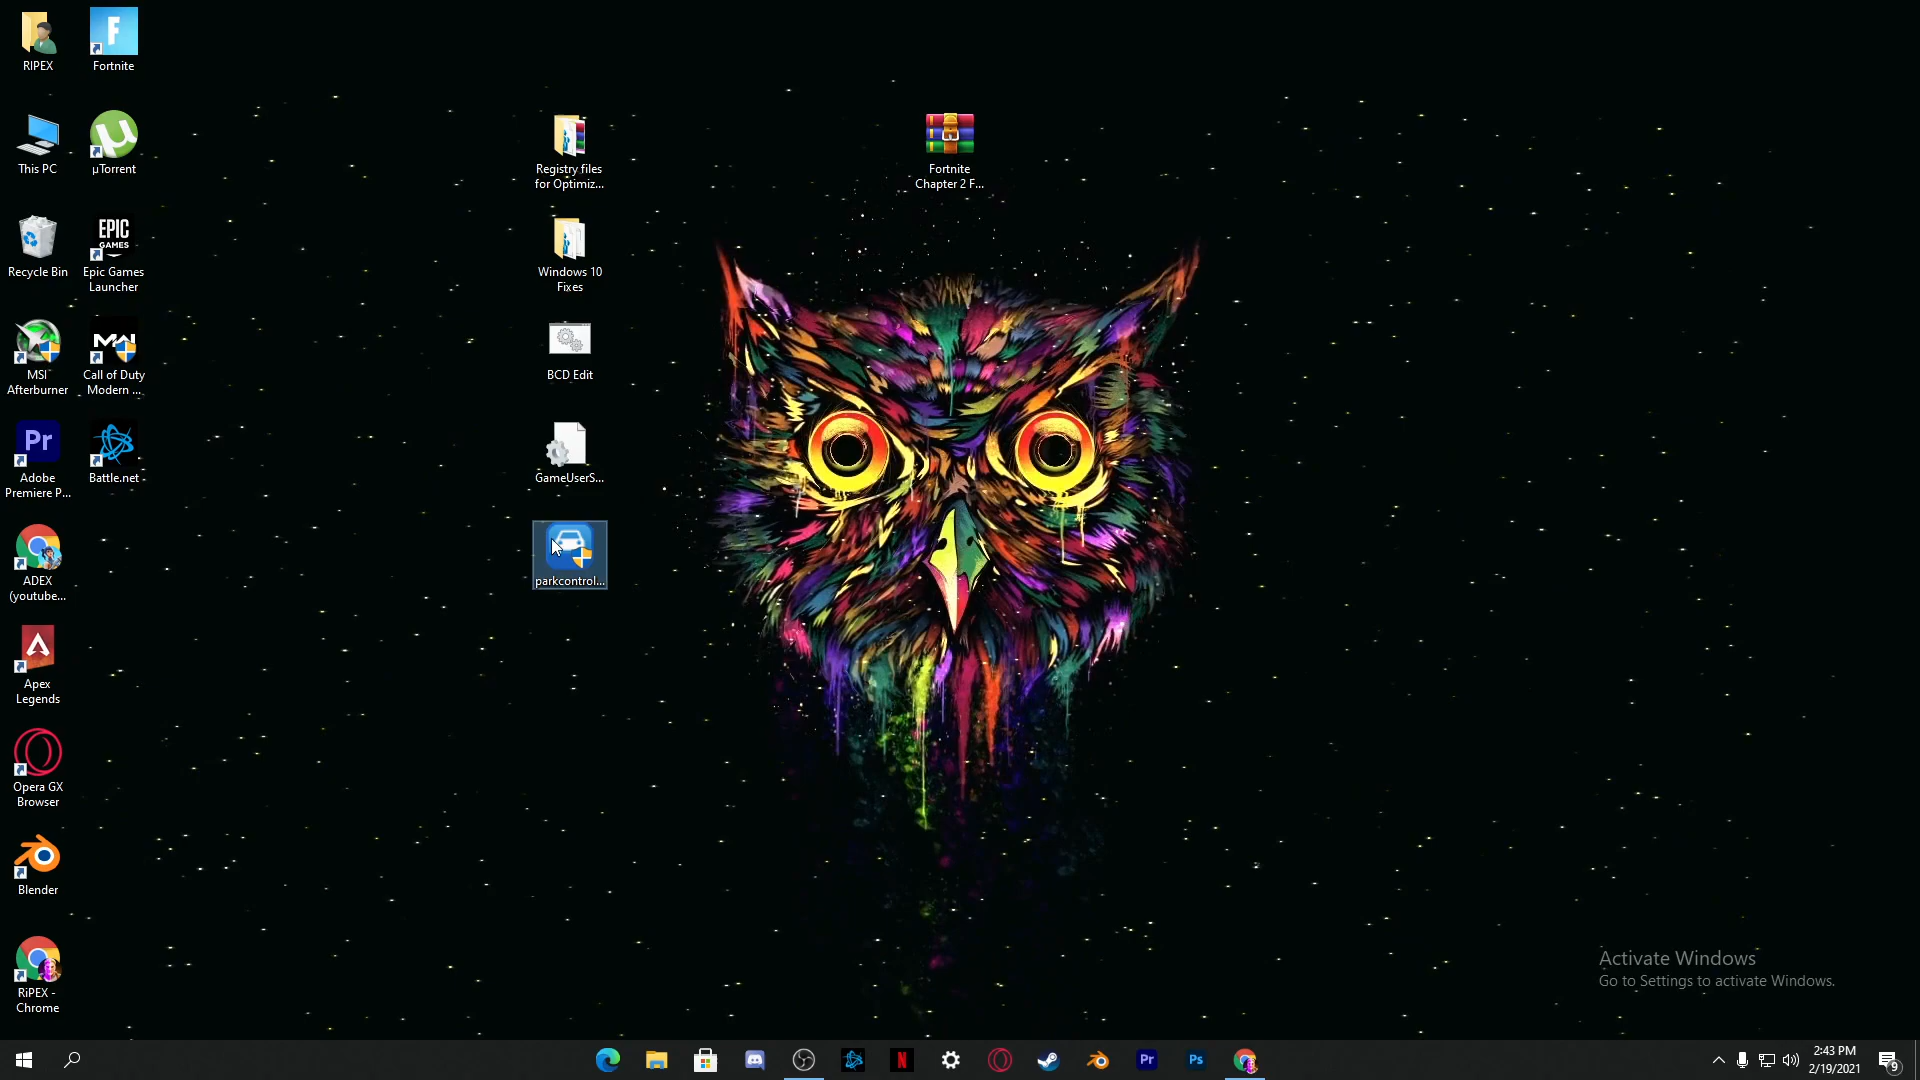 RIPEX
Fortnite
This PC
µTorrent
Recycle Bin
EPIC
GAMES
Epic Games
Launcher
MSI
Afterburner
Call of Duty
Modern ...
Pr
Adobe
Premiere P...
Battle.net
ADEX
(youtube...
Apex
Legends
Opera GX
Browser
Blender
RiPEX -
Chrome
Registry files
for Optimiz...
Windows 10
Fixes
BCD Edit
GameUserS...
parkcontrol...
Fortnite
Chapter 2 F...
Activate Windows
Go to Settings to activate Windows.
Pr
Ps
2:43 PM
2/19/2021
9